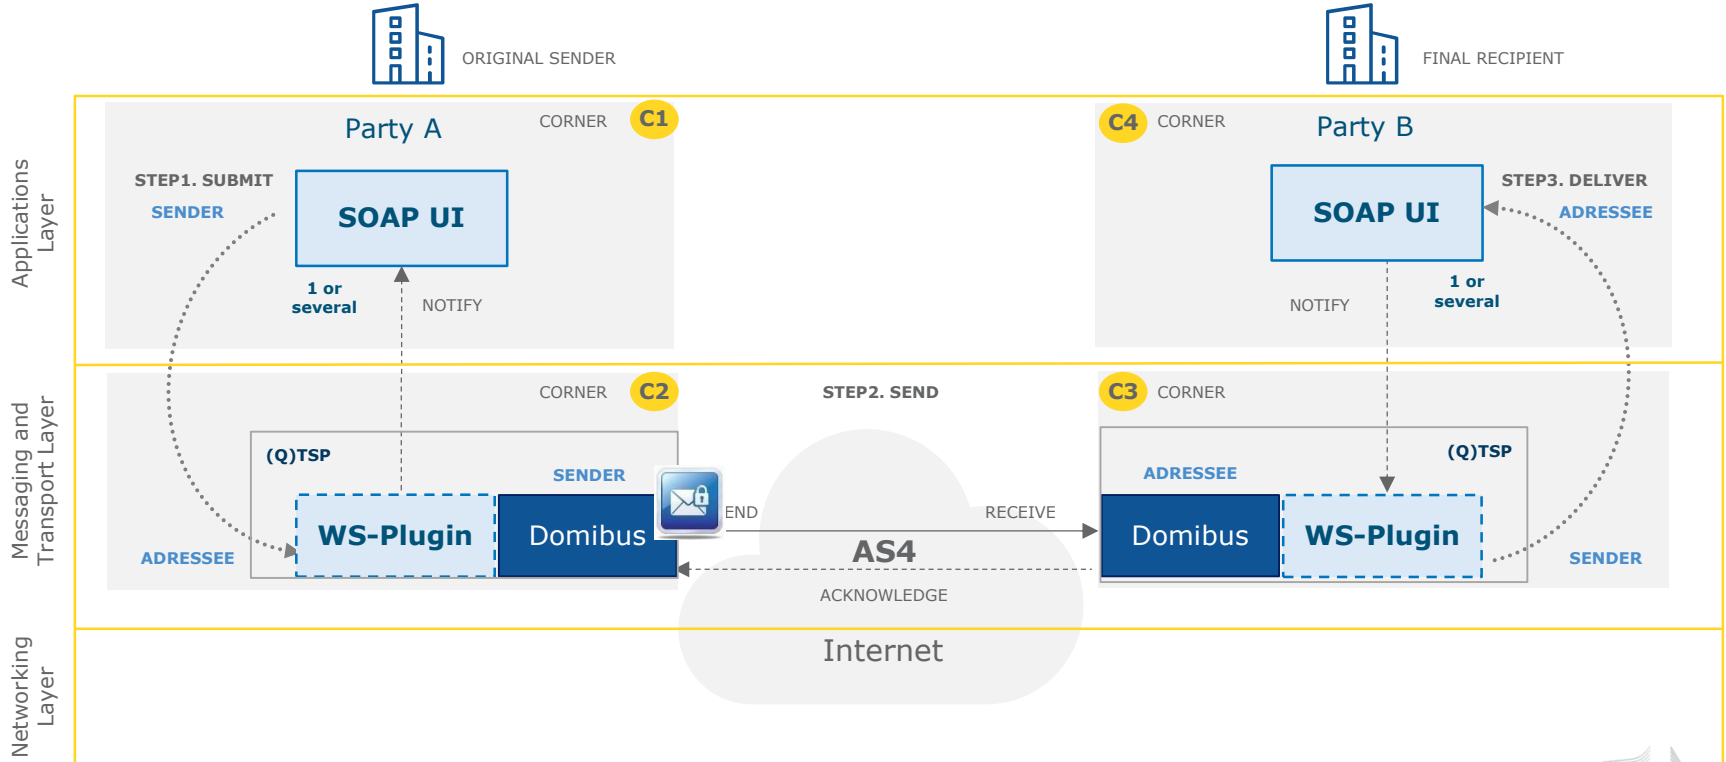 ORIGINAL SENDER
FINAL RECIPIENT
Applications
Layer
Party A
CORNER
C1
STEP1. SUBMIT
SENDER
SOAP UI
1 or
several
NOTIFY
C4
CORNER
Party B
STEP3. DELIVER
ADRESSEE
SOAP UI
1 or
several
NOTIFY
Messaging and
Transport Layer
CORNER
C2
(Q)TSP
SENDER
WS-Plugin
Domibus
ADRESSEE
STEP2. SEND
END
RECEIVE
AS4
ACKNOWLEDGE
C3
CORNER
(Q)TSP
ADRESSEE
Domibus
WS-Plugin
SENDER
Networking
Layer
Internet